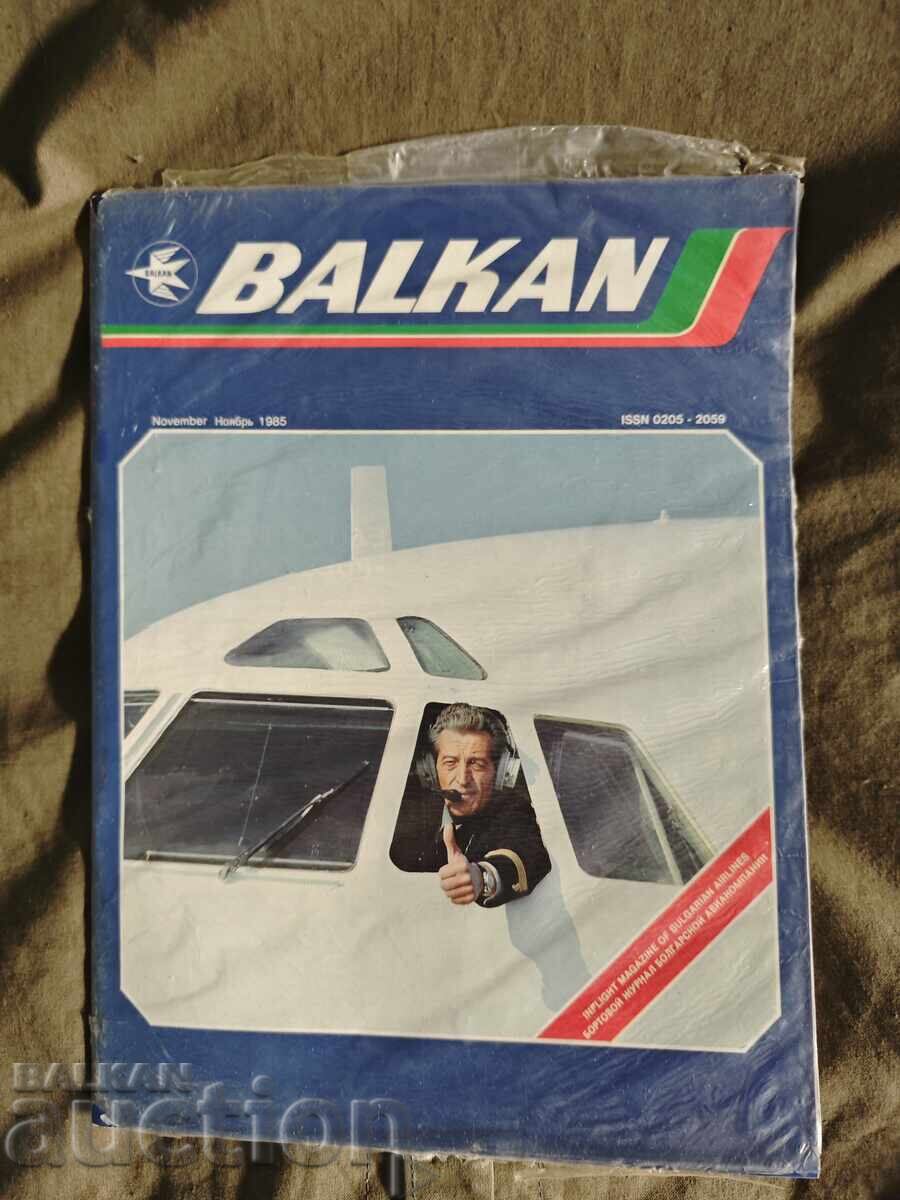 BALKAN
BALKAN
November Ноябрь 1985
ISSN 0205 - 2059
INFLIGHT MAGAZINE OF BULGARIAN AIRLINES
БОРТОВОЙ ЖУРНАЛ БОЛГАРСКОЙ АВИАКОМПАНИИ
BALKAN
auction